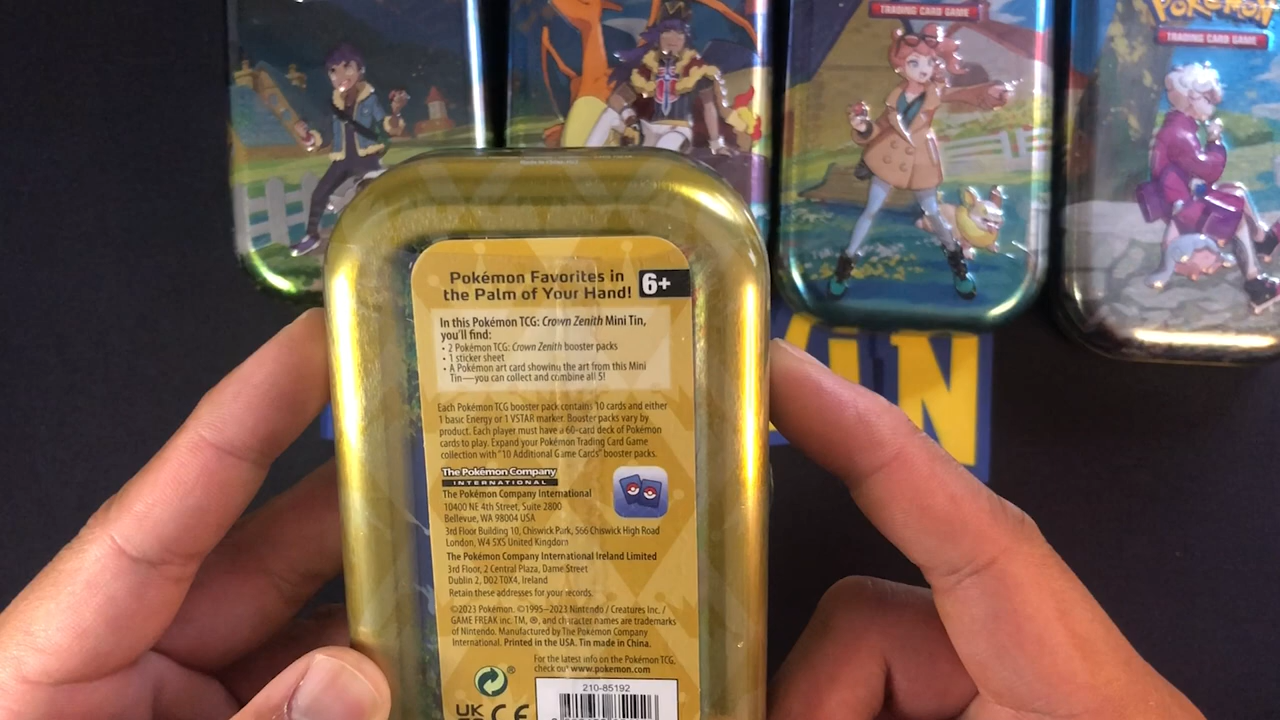 TRADING CARD GAME
POKÉMON
TRADING CARD GAME
Pokémon Favorites in
the Palm of Your Hand!
6+
In this Pokémon TCG: Crown Zenith Mini Tin,
you'll find:
• 2 Pokémon TCG: Crown Zenith booster packs
• 1 sticker sheet
• A Pokémon art card showing the art from this Mini
Tin—you can collect and combine all 5!
Each Pokémon TCG booster pack contains 10 cards and either
1 basic Energy or 1 VSTAR marker. Booster packs vary by
product. Each player must have a 60-card deck of Pokémon
cards to play. Expand your Pokémon Trading Card Game
collection with "10 Additional Game Cards" booster packs.
The Pokémon Company
INTERNATIONAL
The Pokémon Company International
10400 NE 4th Street, Suite 2800
Bellevue, WA 98004 USA
3rd Floor Building 10, Chiswick Park, 566 Chiswick High Road
London, W4 5XS United Kingdom
The Pokémon Company International Ireland Limited
3rd Floor, 2 Central Plaza, Dame Street
Dublin 2, D02 T0X4, Ireland
Retain these addresses for your records.
©2023 Pokémon. ©1995–2023 Nintendo / Creatures Inc. /
GAME FREAK inc. TM, ®, and character names are trademarks
of Nintendo. Manufactured by The Pokémon Company
International. Printed in the USA. Tin made in China.
For the latest info on the Pokémon TCG,
check out www.pokemon.com
®
210-85192
UK
CE